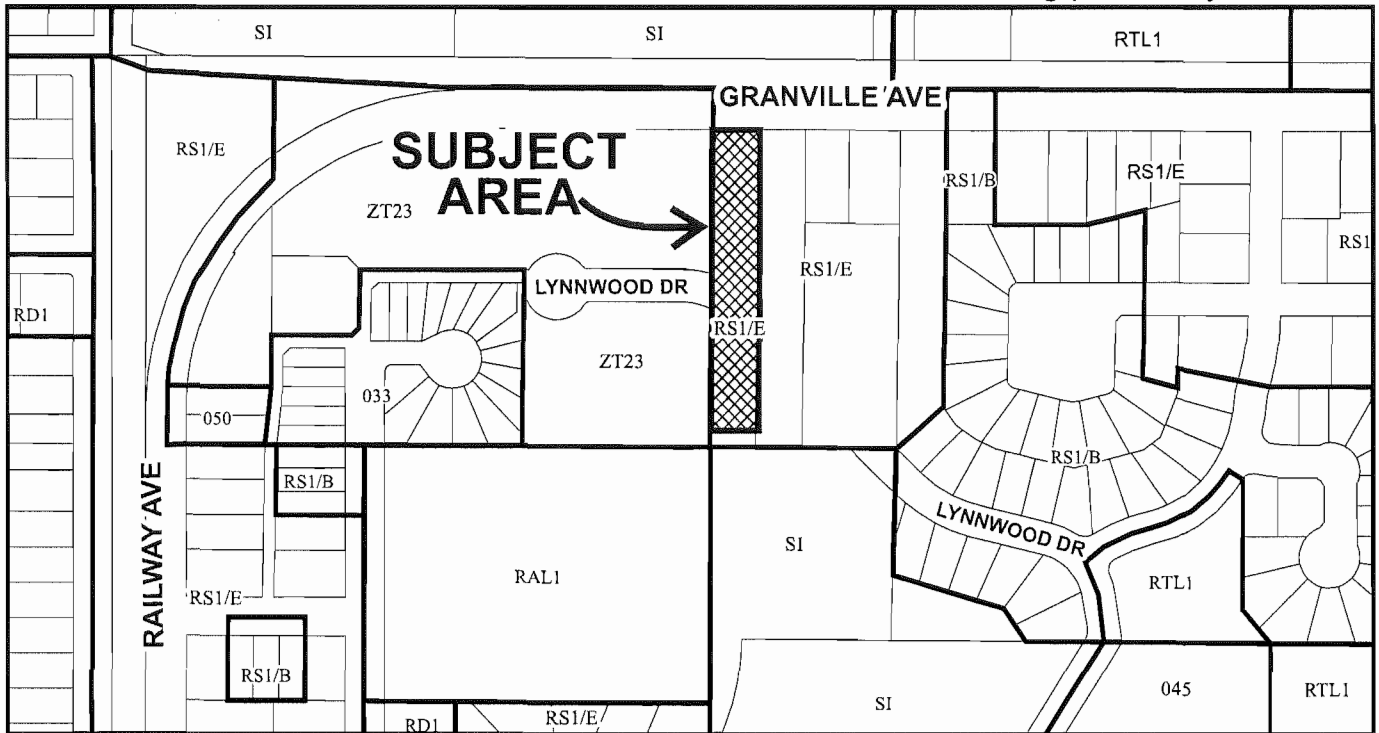 SI
SI
RTL1
GRANVILLE AVE
RS1/E
SUBJECT
AREA
ZT23
RS1/B
RS1/E
RS1/E
RS1
LYNNWOOD DR
RD1
RS1/E
ZT23
033
050
RS1/B
RS1/B
RAILWAY AVE
LYNNWOOD DR
SI
RAL1
RTL1
RS1/E
RS1/B
045
RTL1
SI
RD1
RS1/E